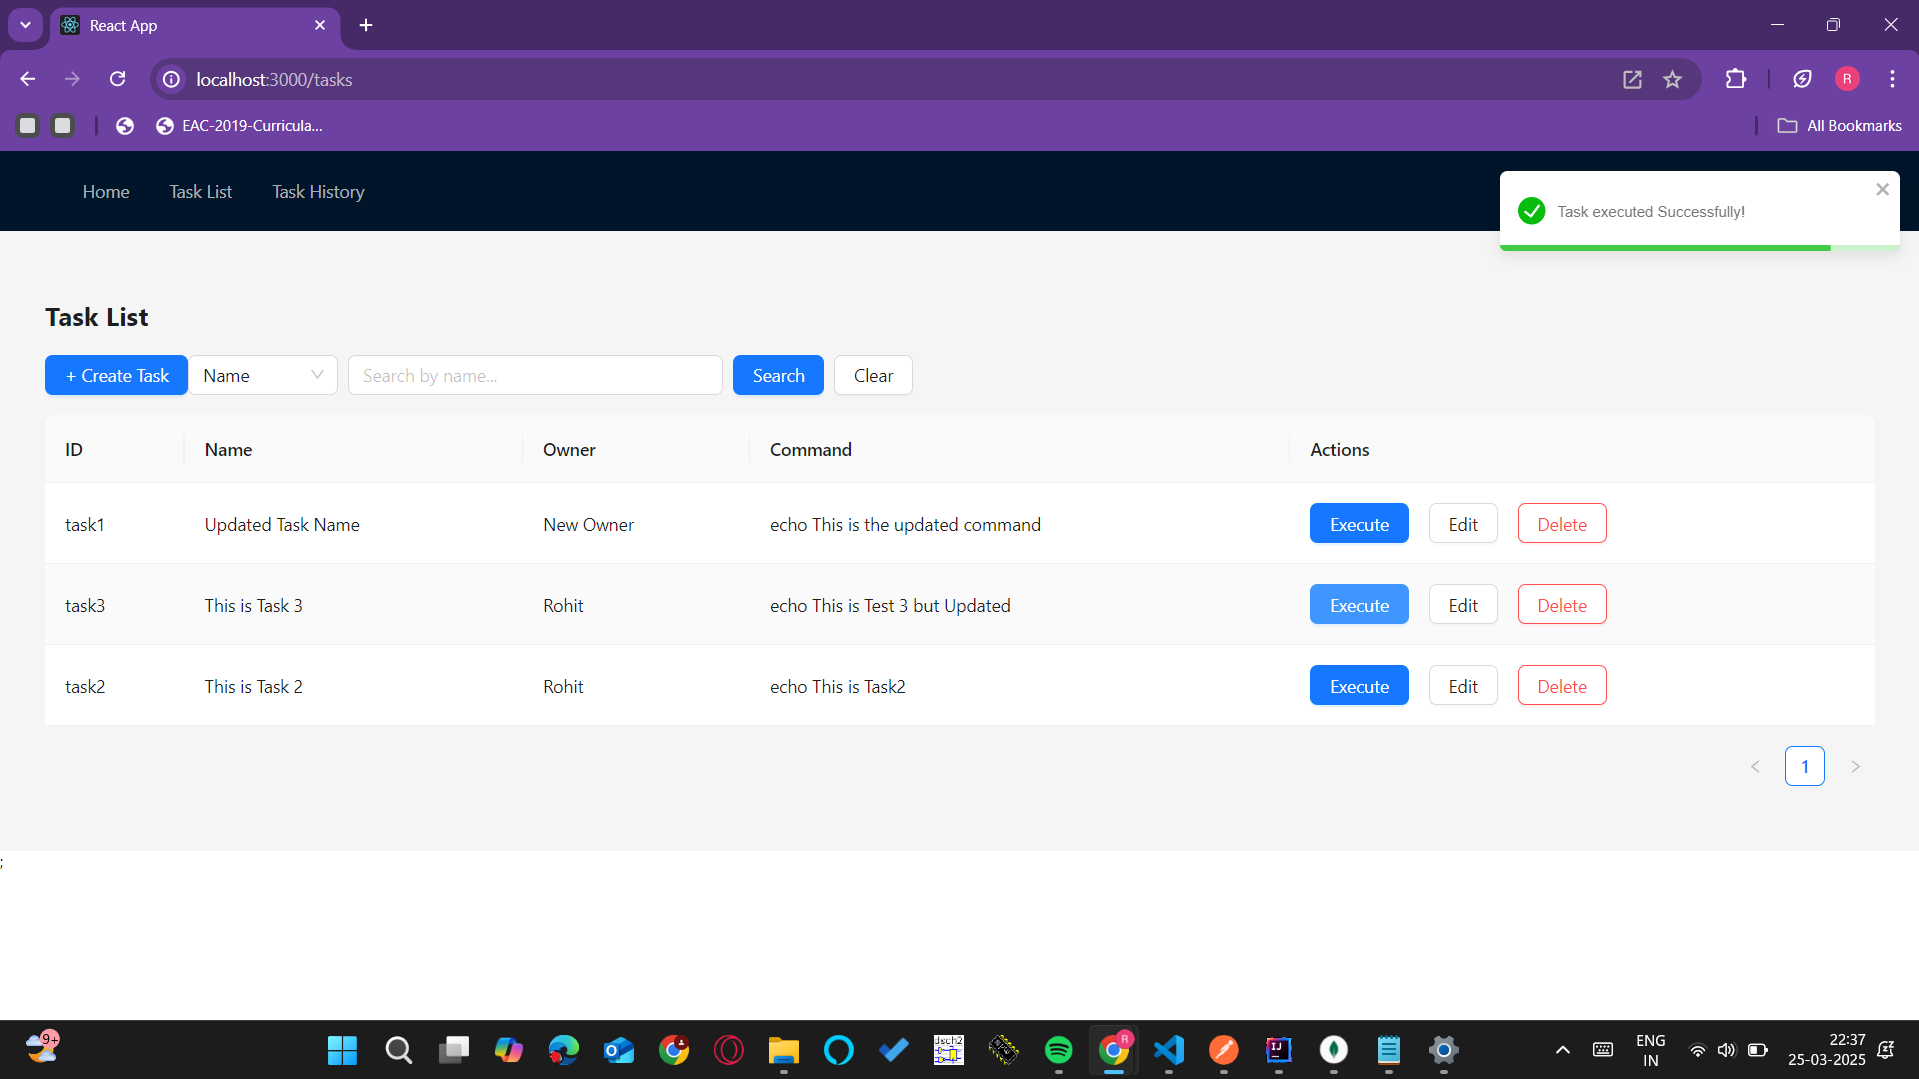 React App
localhost:3000/tasks
R
EAC-2019-Curricula...
All Bookmarks
Home Task List Task History
Task executed Successfully!
Task List
+ Create Task Name Search by name... Search Clear
ID Name Owner Command Actions
task1 Updated Task Name New Owner echo This is the updated command Execute Edit Delete
task3 This is Task 3 Rohit echo This is Test 3 but Updated Execute Edit Delete
task2 This is Task 2 Rohit echo This is Task2 Execute Edit Delete
< 1 >
;
9+
dsch2
R
IJ
ENG
IN
22:37
25-03-2025